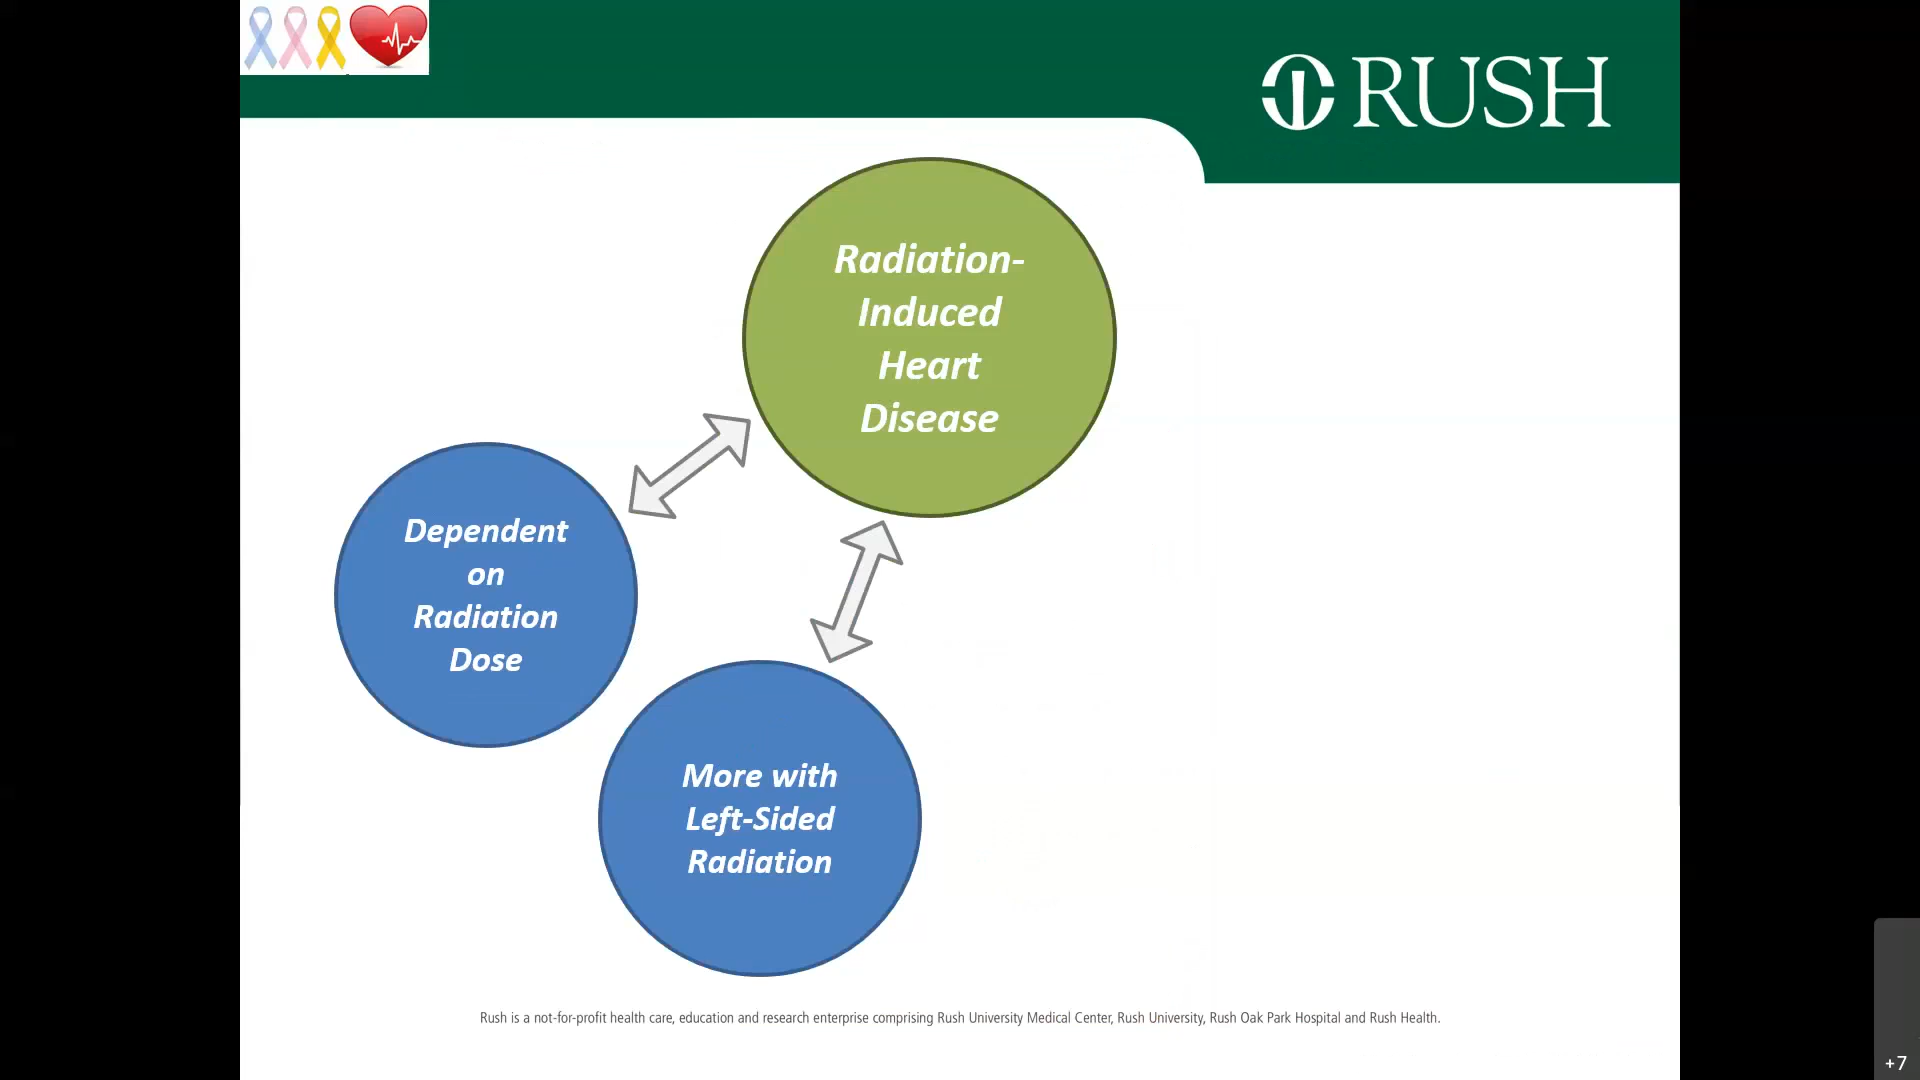 RUSH
Radiation-
Induced
Heart
Disease
Dependent
on
Radiation
Dose
More with
Left-Sided
Radiation
Rush is a not-for-profit health care, education and research enterprise comprising Rush University Medical Center, Rush University, Rush Oak Park Hospital and Rush Health.
+7